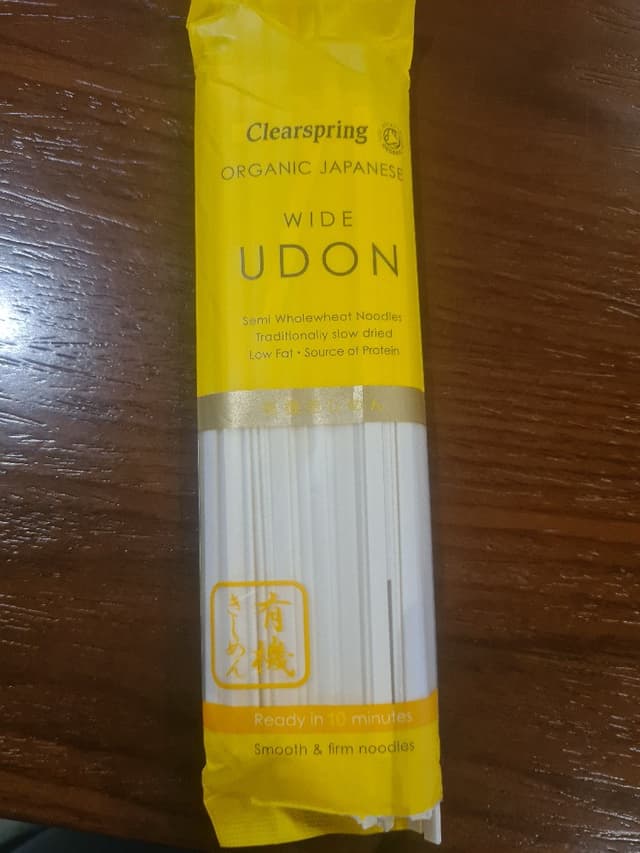 Clearspring
ORGANIC JAPANESE
WIDE
UDON
Semi Wholewheat Noodles
Traditionally slow dried
Low Fat • Source of Protein
有機
きしめん
Ready in 10 minutes
Smooth & firm noodles